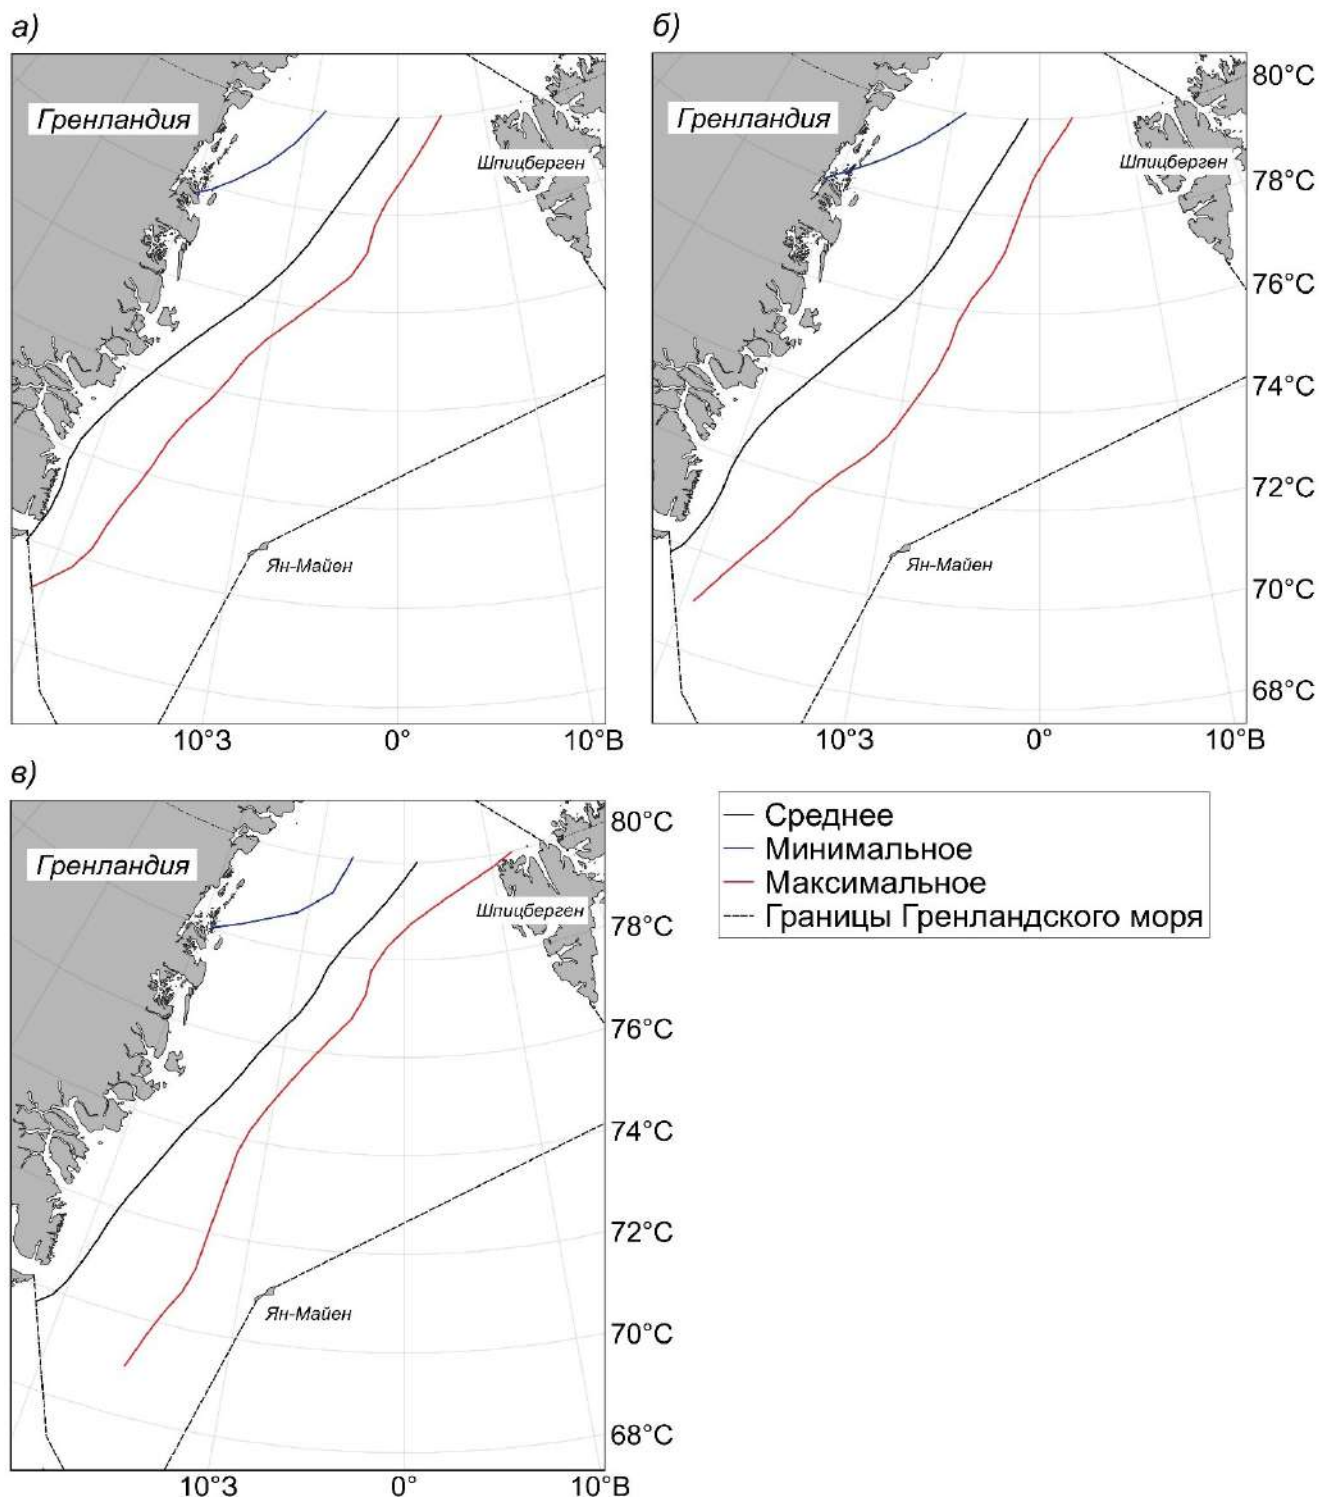 а)
Гренландия
Шпицберген
Ян-Майен
10°З
0°
10°В
б)
Гренландия
Шпицберген
Ян-Майен
80°С
78°С
76°С
74°С
72°С
70°С
68°С
10°З
0°
10°В
в)
Гренландия
Шпицберген
Ян-Майен
80°С
78°С
76°С
74°С
72°С
70°С
68°С
10°З
0°
10°В
Среднее
Минимальное
Максимальное
Границы Гренландского моря